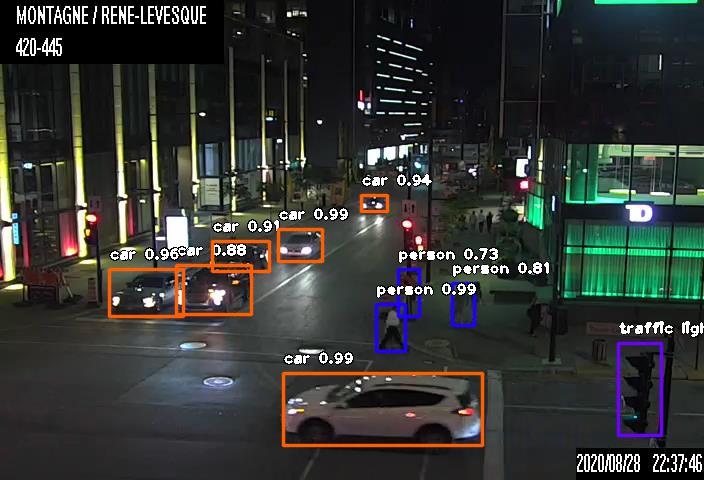 MONTAGNE / RENE-LEVESQUE
420-445
car 0.94
car 0.99
car 0.91
car 0.96
car 0.88
person 0.73
person 0.81
person 0.99
TD
traffic ligh
car 0.99
2020/08/28 22:37:46